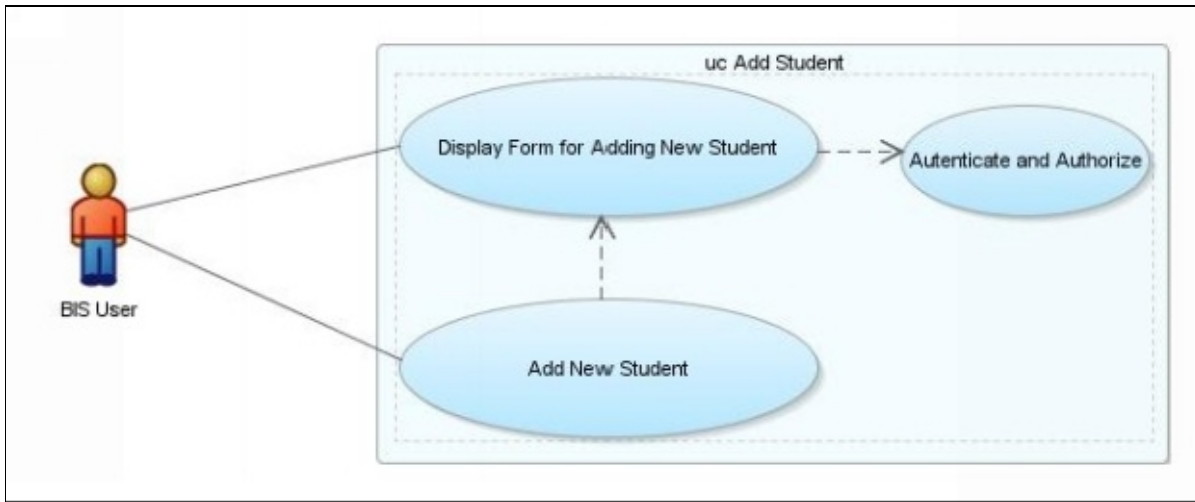 uc Add Student
Display Form for Adding New Student
Autenticate and Authorize
BIS User
Add New Student